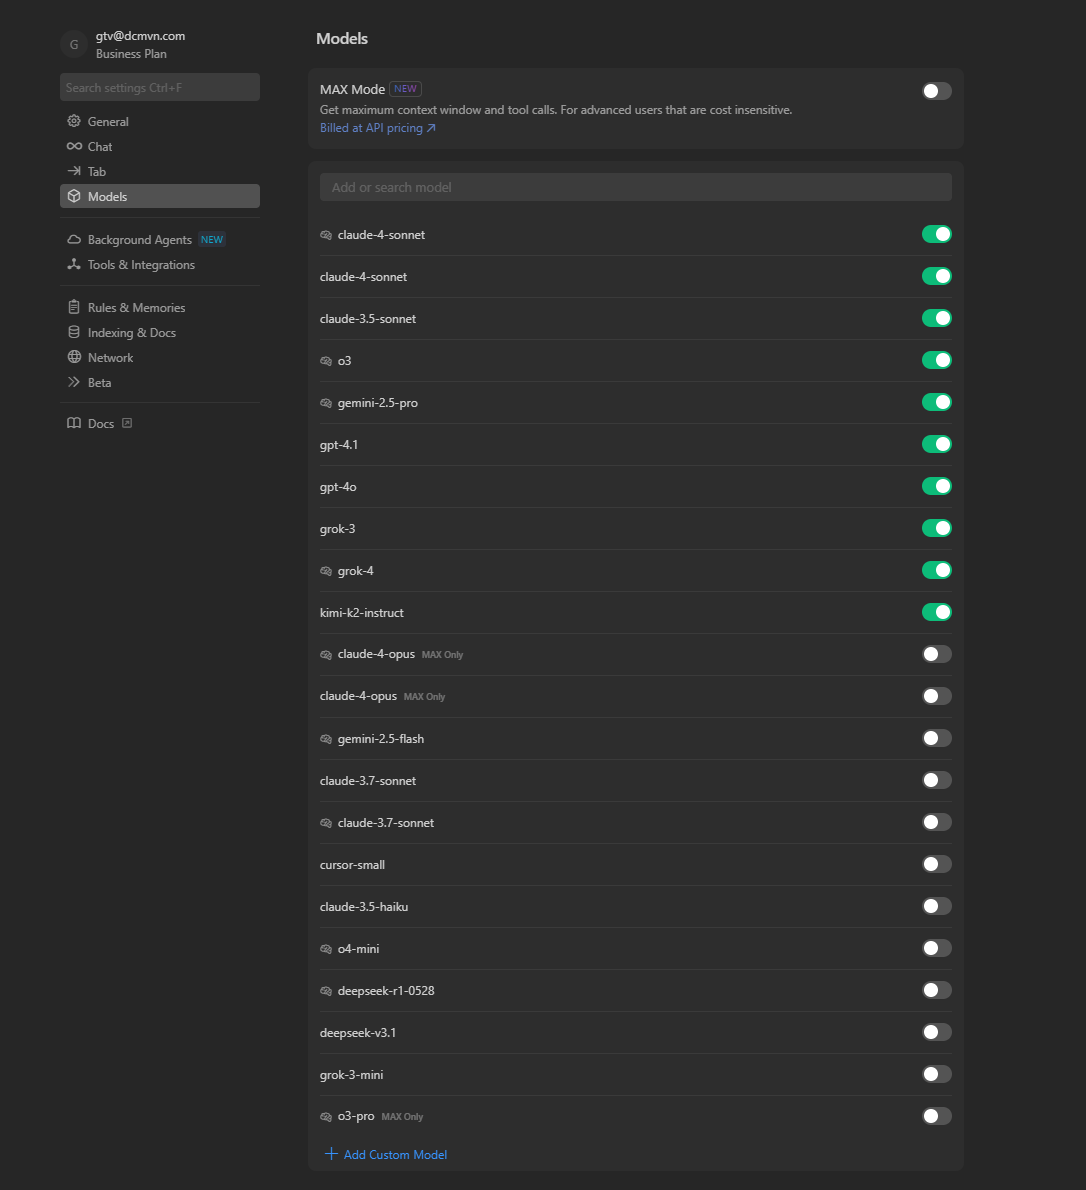 G
gtv@dcmvn.com
Business Plan
Search settings Ctrl+F
General
Chat
Tab
Models
Background Agents NEW
Tools & Integrations
Rules & Memories
Indexing & Docs
Network
Beta
Docs
Models
MAX Mode NEW
Get maximum context window and tool calls. For advanced users that are cost insensitive.
Billed at API pricing
Add or search model
claude-4-sonnet
claude-4-sonnet
claude-3.5-sonnet
o3
gemini-2.5-pro
gpt-4.1
gpt-4o
grok-3
grok-4
kimi-k2-instruct
claude-4-opus MAX Only
claude-4-opus MAX Only
gemini-2.5-flash
claude-3.7-sonnet
claude-3.7-sonnet
cursor-small
claude-3.5-haiku
o4-mini
deepseek-r1-0528
deepseek-v3.1
grok-3-mini
o3-pro MAX Only
Add Custom Model